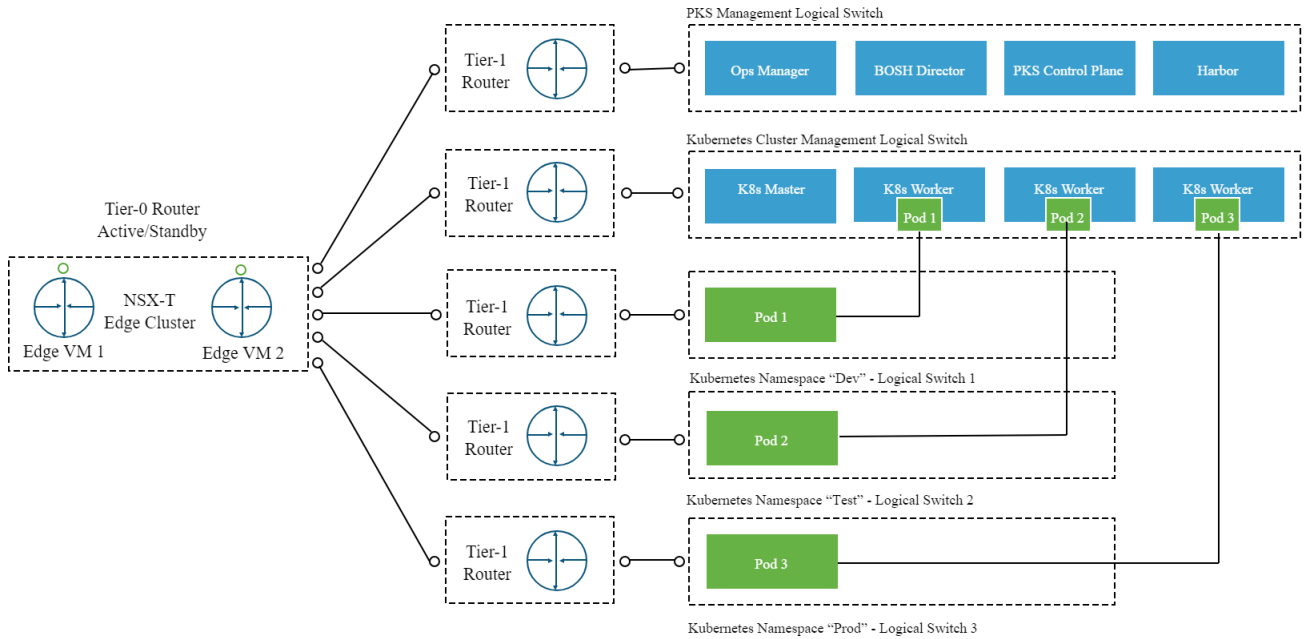 PKS Management Logical Switch
Tier-1
Router
Ops Manager
BOSH Director
PKS Control Plane
Harbor
Kubernetes Cluster Management Logical Switch
Tier-1
Router
K8s Master
K8s Worker
K8s Worker
K8s Worker
Pod 1
Pod 2
Pod 3
Tier-0 Router
Active/Standby
NSX-T
Edge Cluster
Edge VM 1
Edge VM 2
Tier-1
Router
Pod 1
Kubernetes Namespace “Dev” - Logical Switch 1
Tier-1
Router
Pod 2
Kubernetes Namespace “Test” - Logical Switch 2
Tier-1
Router
Pod 3
Kubernetes Namespace “Prod” - Logical Switch 3